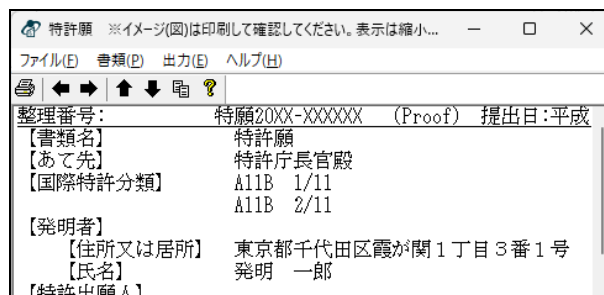 特許願　※イメージ(図)は印刷して確認してください。表示は縮小...
ファイル(F)　書類(P)　出力(E)　ヘルプ(H)
整理番号:　特願20XX-XXXXXX　(Proof)　提出日:平成
【書類名】　特許願
【あて先】　特許庁長官殿
【国際特許分類】　A11B　1/11
A11B　2/11
【発明者】
【住所又は居所】　東京都千代田区霞が関１丁目３番１号
【氏名】　発明　一郎
【特許出願人】